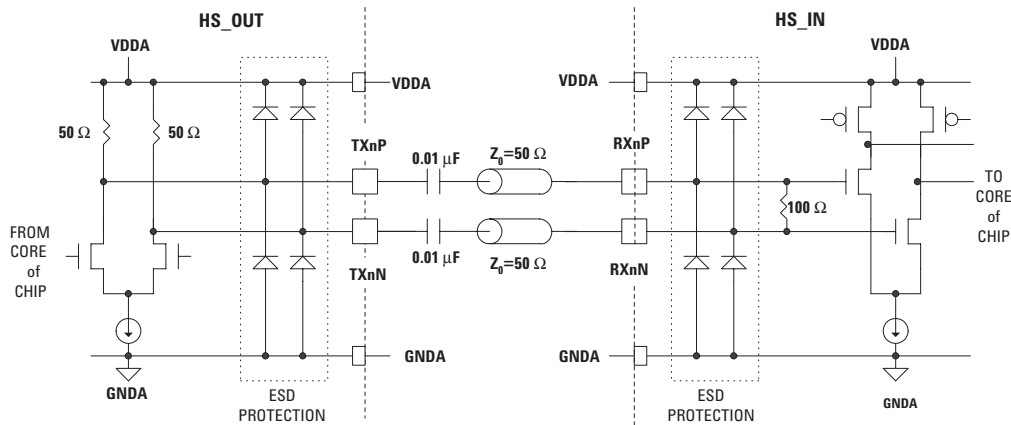 HS_OUT
HS_IN
VDDA
VDDA
VDDA
VDDA
50 Ω
50 Ω
TXnP
0.01 µF
Z₀=50 Ω
RXnP
100 Ω
TO
CORE
of
CHIP
FROM
CORE
of
CHIP
TXnN
0.01 µF
Z₀=50 Ω
RXnN
GNDA
GNDA
GNDA
GNDA
ESD
PROTECTION
ESD
PROTECTION